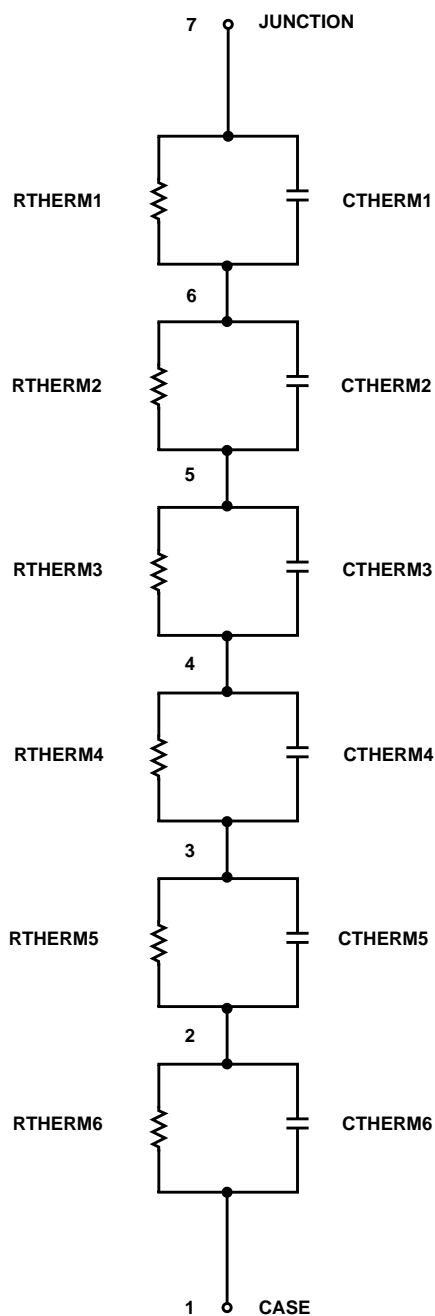 7 JUNCTION
RTHERM1 CTHERM1
6
RTHERM2 CTHERM2
5
RTHERM3 CTHERM3
4
RTHERM4 CTHERM4
3
RTHERM5 CTHERM5
2
RTHERM6 CTHERM6
1 CASE